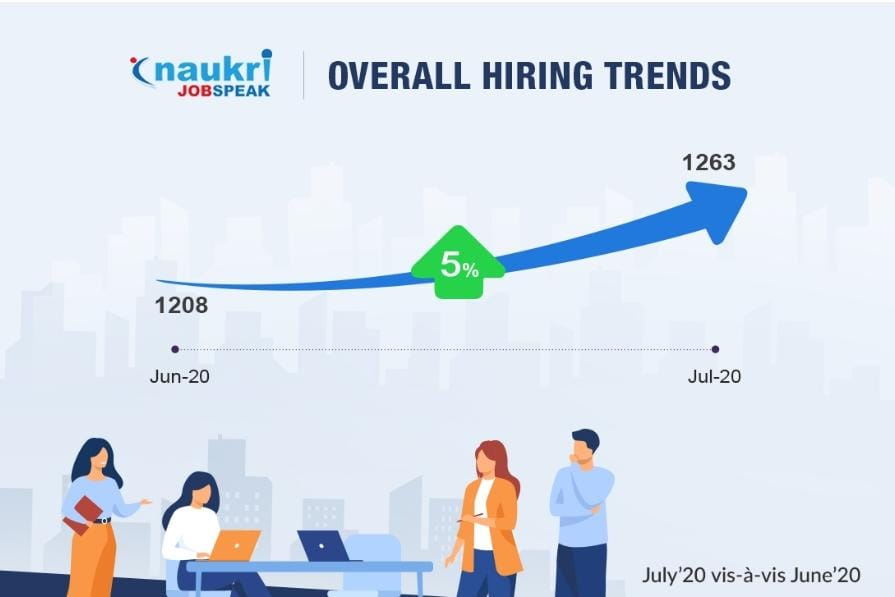 naukri
JOBSPEAK
OVERALL HIRING TRENDS
1263
5%
1208
Jun-20
Jul-20
July'20 vis-à-vis June'20